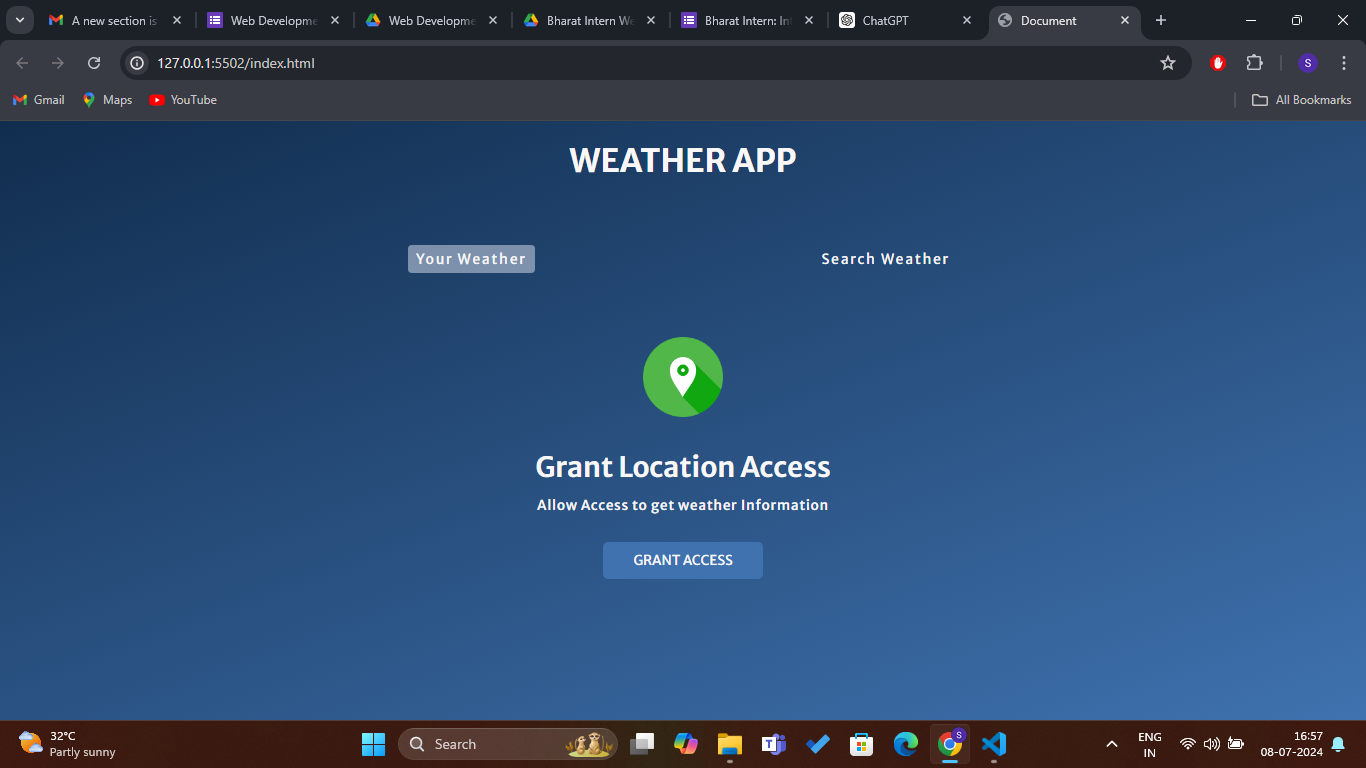 A new section is
Web Developme
Web Developme
Bharat Intern We
Bharat Intern: Int
ChatGPT
Document
127.0.0.1:5502/index.html
S
Gmail
Maps
YouTube
All Bookmarks
WEATHER APP
Your Weather
Search Weather
Grant Location Access
Allow Access to get weather Information
GRANT ACCESS
32°C
Partly sunny
Search
S
ENG
IN
16:57
08-07-2024